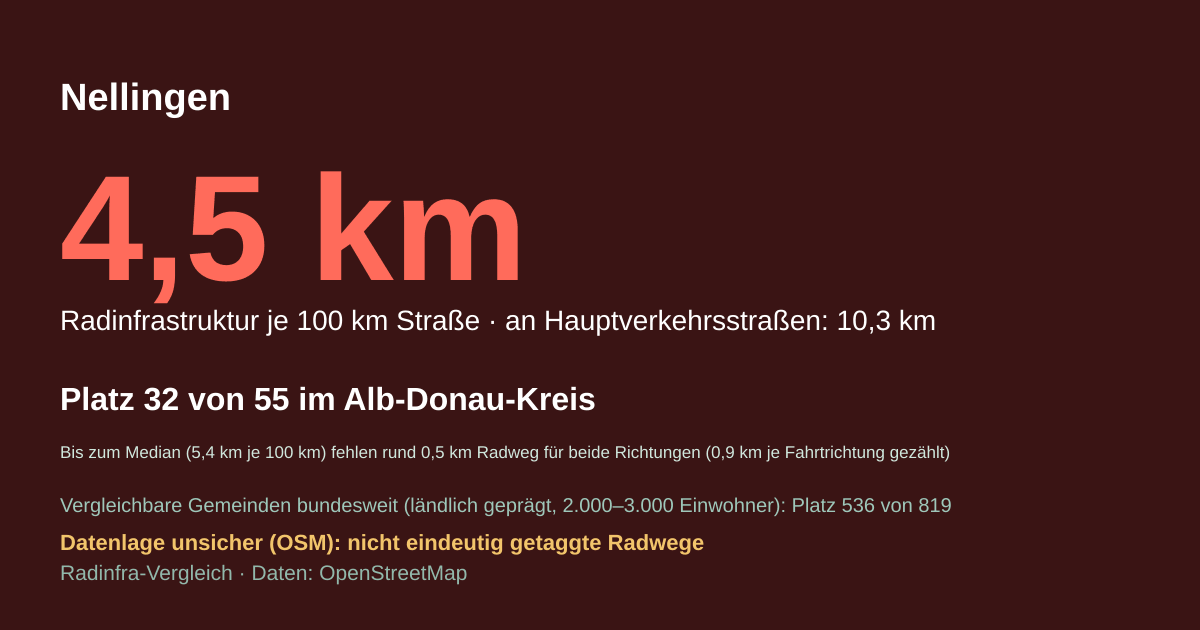 Nellingen
4,5 km
Radinfrastruktur je 100 km Straße · an Hauptverkehrsstraßen: 10,3 km
Platz 32 von 55 im Alb-Donau-Kreis
Bis zum Median (5,4 km je 100 km) fehlen rund 0,5 km Radweg für beide Richtungen (0,9 km je Fahrtrichtung gezählt)
Vergleichbare Gemeinden bundesweit (ländlich geprägt, 2.000–3.000 Einwohner): Platz 536 von 819
Datenlage unsicher (OSM): nicht eindeutig getaggte Radwege
Radinfra-Vergleich · Daten: OpenStreetMap